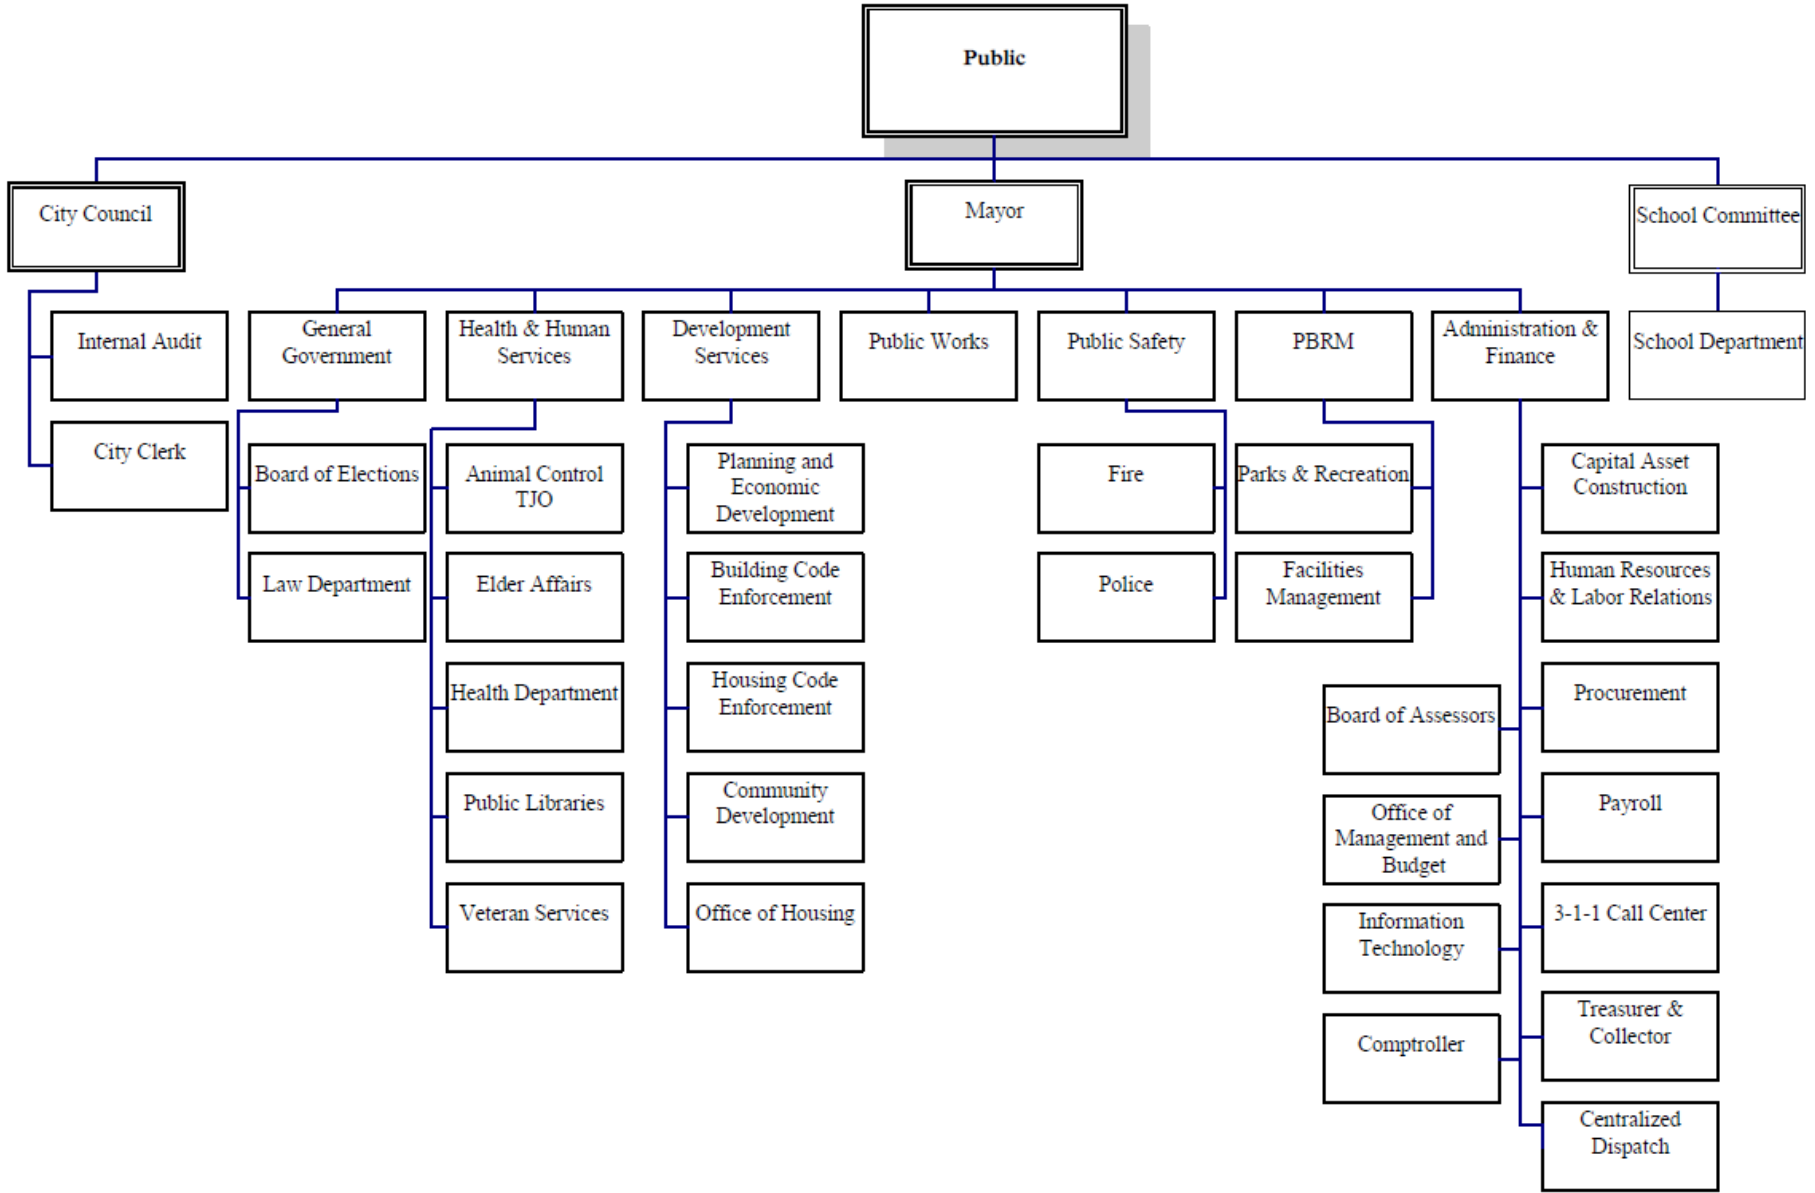 Public
City Council
Mayor
School Committee
Internal Audit
General
Government
Health & Human
Services
Development
Services
Public Works
Public Safety
PBRM
Administration &
Finance
School Department
City Clerk
Board of Elections
Law Department
Animal Control
TJO
Elder Affairs
Health Department
Public Libraries
Veteran Services
Planning and
Economic
Development
Building Code
Enforcement
Housing Code
Enforcement
Community
Development
Office of Housing
Fire
Police
Parks & Recreation
Facilities
Management
Board of Assessors
Office of
Management and
Budget
Information
Technology
Comptroller
Capital Asset
Construction
Human Resources
& Labor Relations
Procurement
Payroll
3-1-1 Call Center
Treasurer &
Collector
Centralized
Dispatch